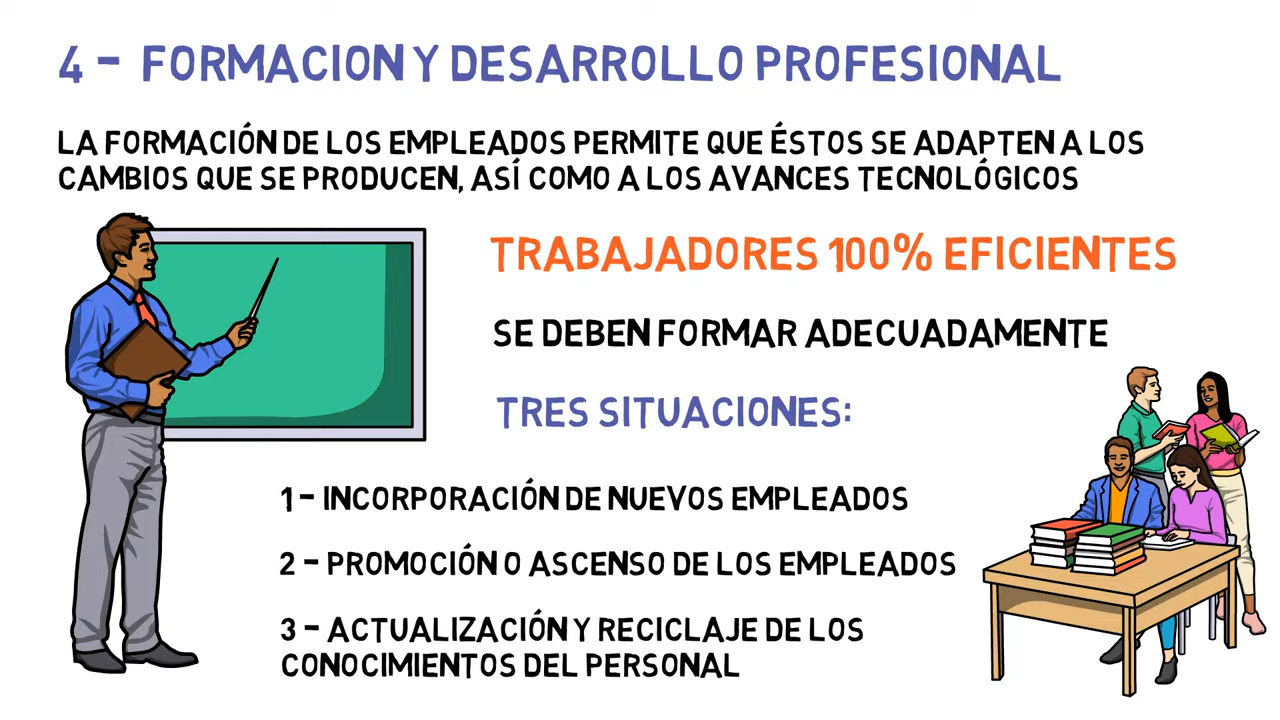 4 - FORMACION Y DESARROLLO PROFESIONAL
LA FORMACIÓN DE LOS EMPLEADOS PERMITE QUE ÉSTOS SE ADAPTEN A LOS
CAMBIOS QUE SE PRODUCEN, ASÍ COMO A LOS AVANCES TECNOLÓGICOS
TRABAJADORES 100% EFICIENTES
SE DEBEN FORMAR ADECUADAMENTE
TRES SITUACIONES:
1 - INCORPORACIÓN DE NUEVOS EMPLEADOS
2 - PROMOCIÓN O ASCENSO DE LOS EMPLEADOS
3 - ACTUALIZACIÓN Y RECICLAJE DE LOS
CONOCIMIENTOS DEL PERSONAL